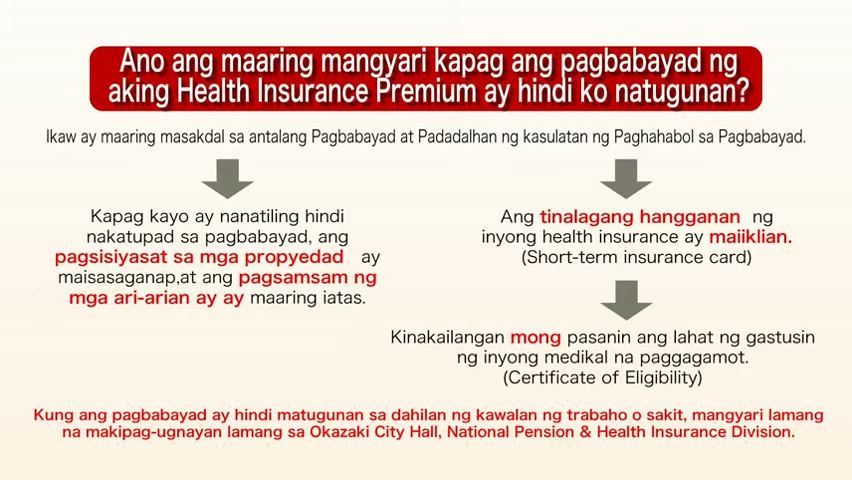 Ano ang maaring mangyari kapag ang pagbabayad ng
aking Health Insurance Premium ay hindi ko natugunan?
Ikaw ay maaring masakdal sa antalang Pagbabayad at Padadalhan ng kasulatan ng Paghahabol sa Pagbabayad.
Kapag kayo ay nanatiling hindi
nakatupad sa pagbabayad, ang
pagsisiyasat sa mga propyedad ay
maisasaganap,at ang pagsamsam ng
mga ari-arian ay ay maaring iatas.
Ang tinalagang hangganan ng
inyong health insurance ay maiiklian.
(Short-term insurance card)
Kinakailangan mong pasanin ang lahat ng gastusin
ng inyong medikal na paggagamot.
(Certificate of Eligibility)
Kung ang pagbabayad ay hindi matugunan sa dahilan ng kawalan ng trabaho o sakit, mangyari lamang
na makipag-ugnayan lamang sa Okazaki City Hall, National Pension & Health Insurance Division.